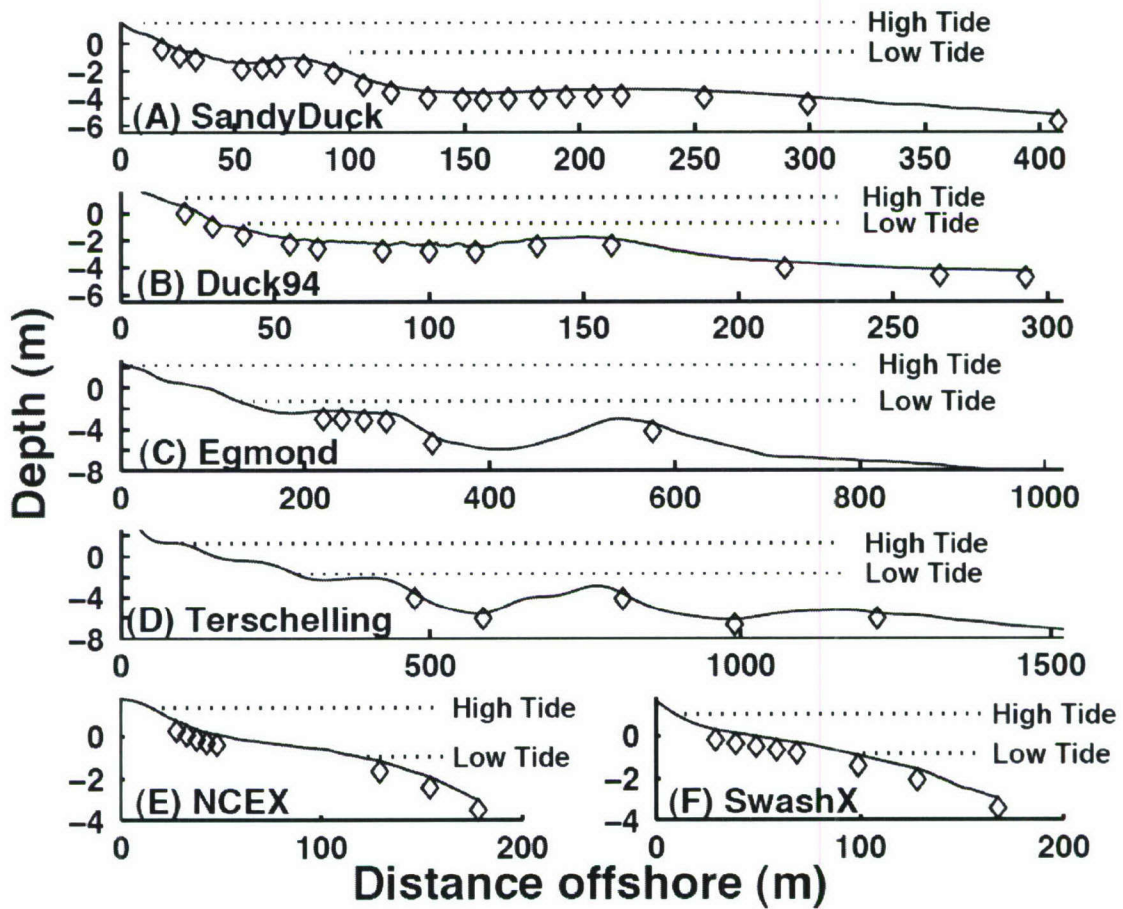 High Tide
0
Low Tide
−2
−4
(A) SandyDuck
−6
0 50 100 150 200 250 300 350 400
High Tide
0
Low Tide
−2
−4
(B) Duck94
−6
0 50 100 150 200 250 300
High Tide
0
Low Tide
−4
(C) Egmond
−8
0 200 400 600 800 1000
High Tide
0
Low Tide
−4
(D) Terschelling
−8
0 500 1000 1500
High Tide
0
Low Tide
−2
(E) NCEX
−4
0 100 200
High Tide
0
Low Tide
−2
(F) SwashX
−4
0 100 200
Depth (m)
Distance offshore (m)